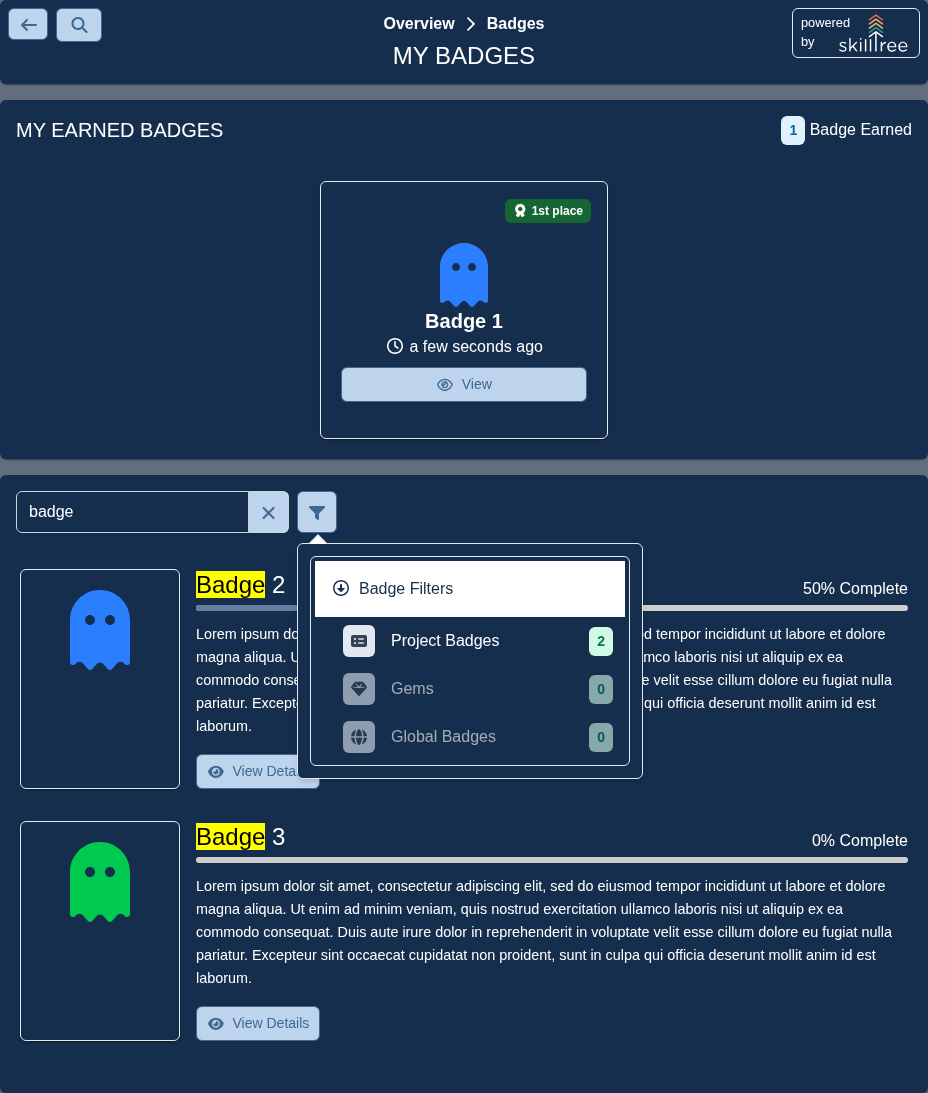 Overview > Badges
MY BADGES
powered
by
skilltree
MY EARNED BADGES
1 Badge Earned
1st place
Badge 1
a few seconds ago
View
badge
Badge Filters
Project Badges 2
Gems 0
Global Badges 0
Badge 2
50% Complete
Lorem ipsum do d tempor incididunt ut labore et dolore
magna aliqua. U mco laboris nisi ut aliquip ex ea
commodo conse e velit esse cillum dolore eu fugiat nulla
pariatur. Except qui officia deserunt mollit anim id est
laborum.
View Deta
Badge 3
0% Complete
Lorem ipsum dolor sit amet, consectetur adipiscing elit, sed do eiusmod tempor incididunt ut labore et dolore
magna aliqua. Ut enim ad minim veniam, quis nostrud exercitation ullamco laboris nisi ut aliquip ex ea
commodo consequat. Duis aute irure dolor in reprehenderit in voluptate velit esse cillum dolore eu fugiat nulla
pariatur. Excepteur sint occaecat cupidatat non proident, sunt in culpa qui officia deserunt mollit anim id est
laborum.
View Details